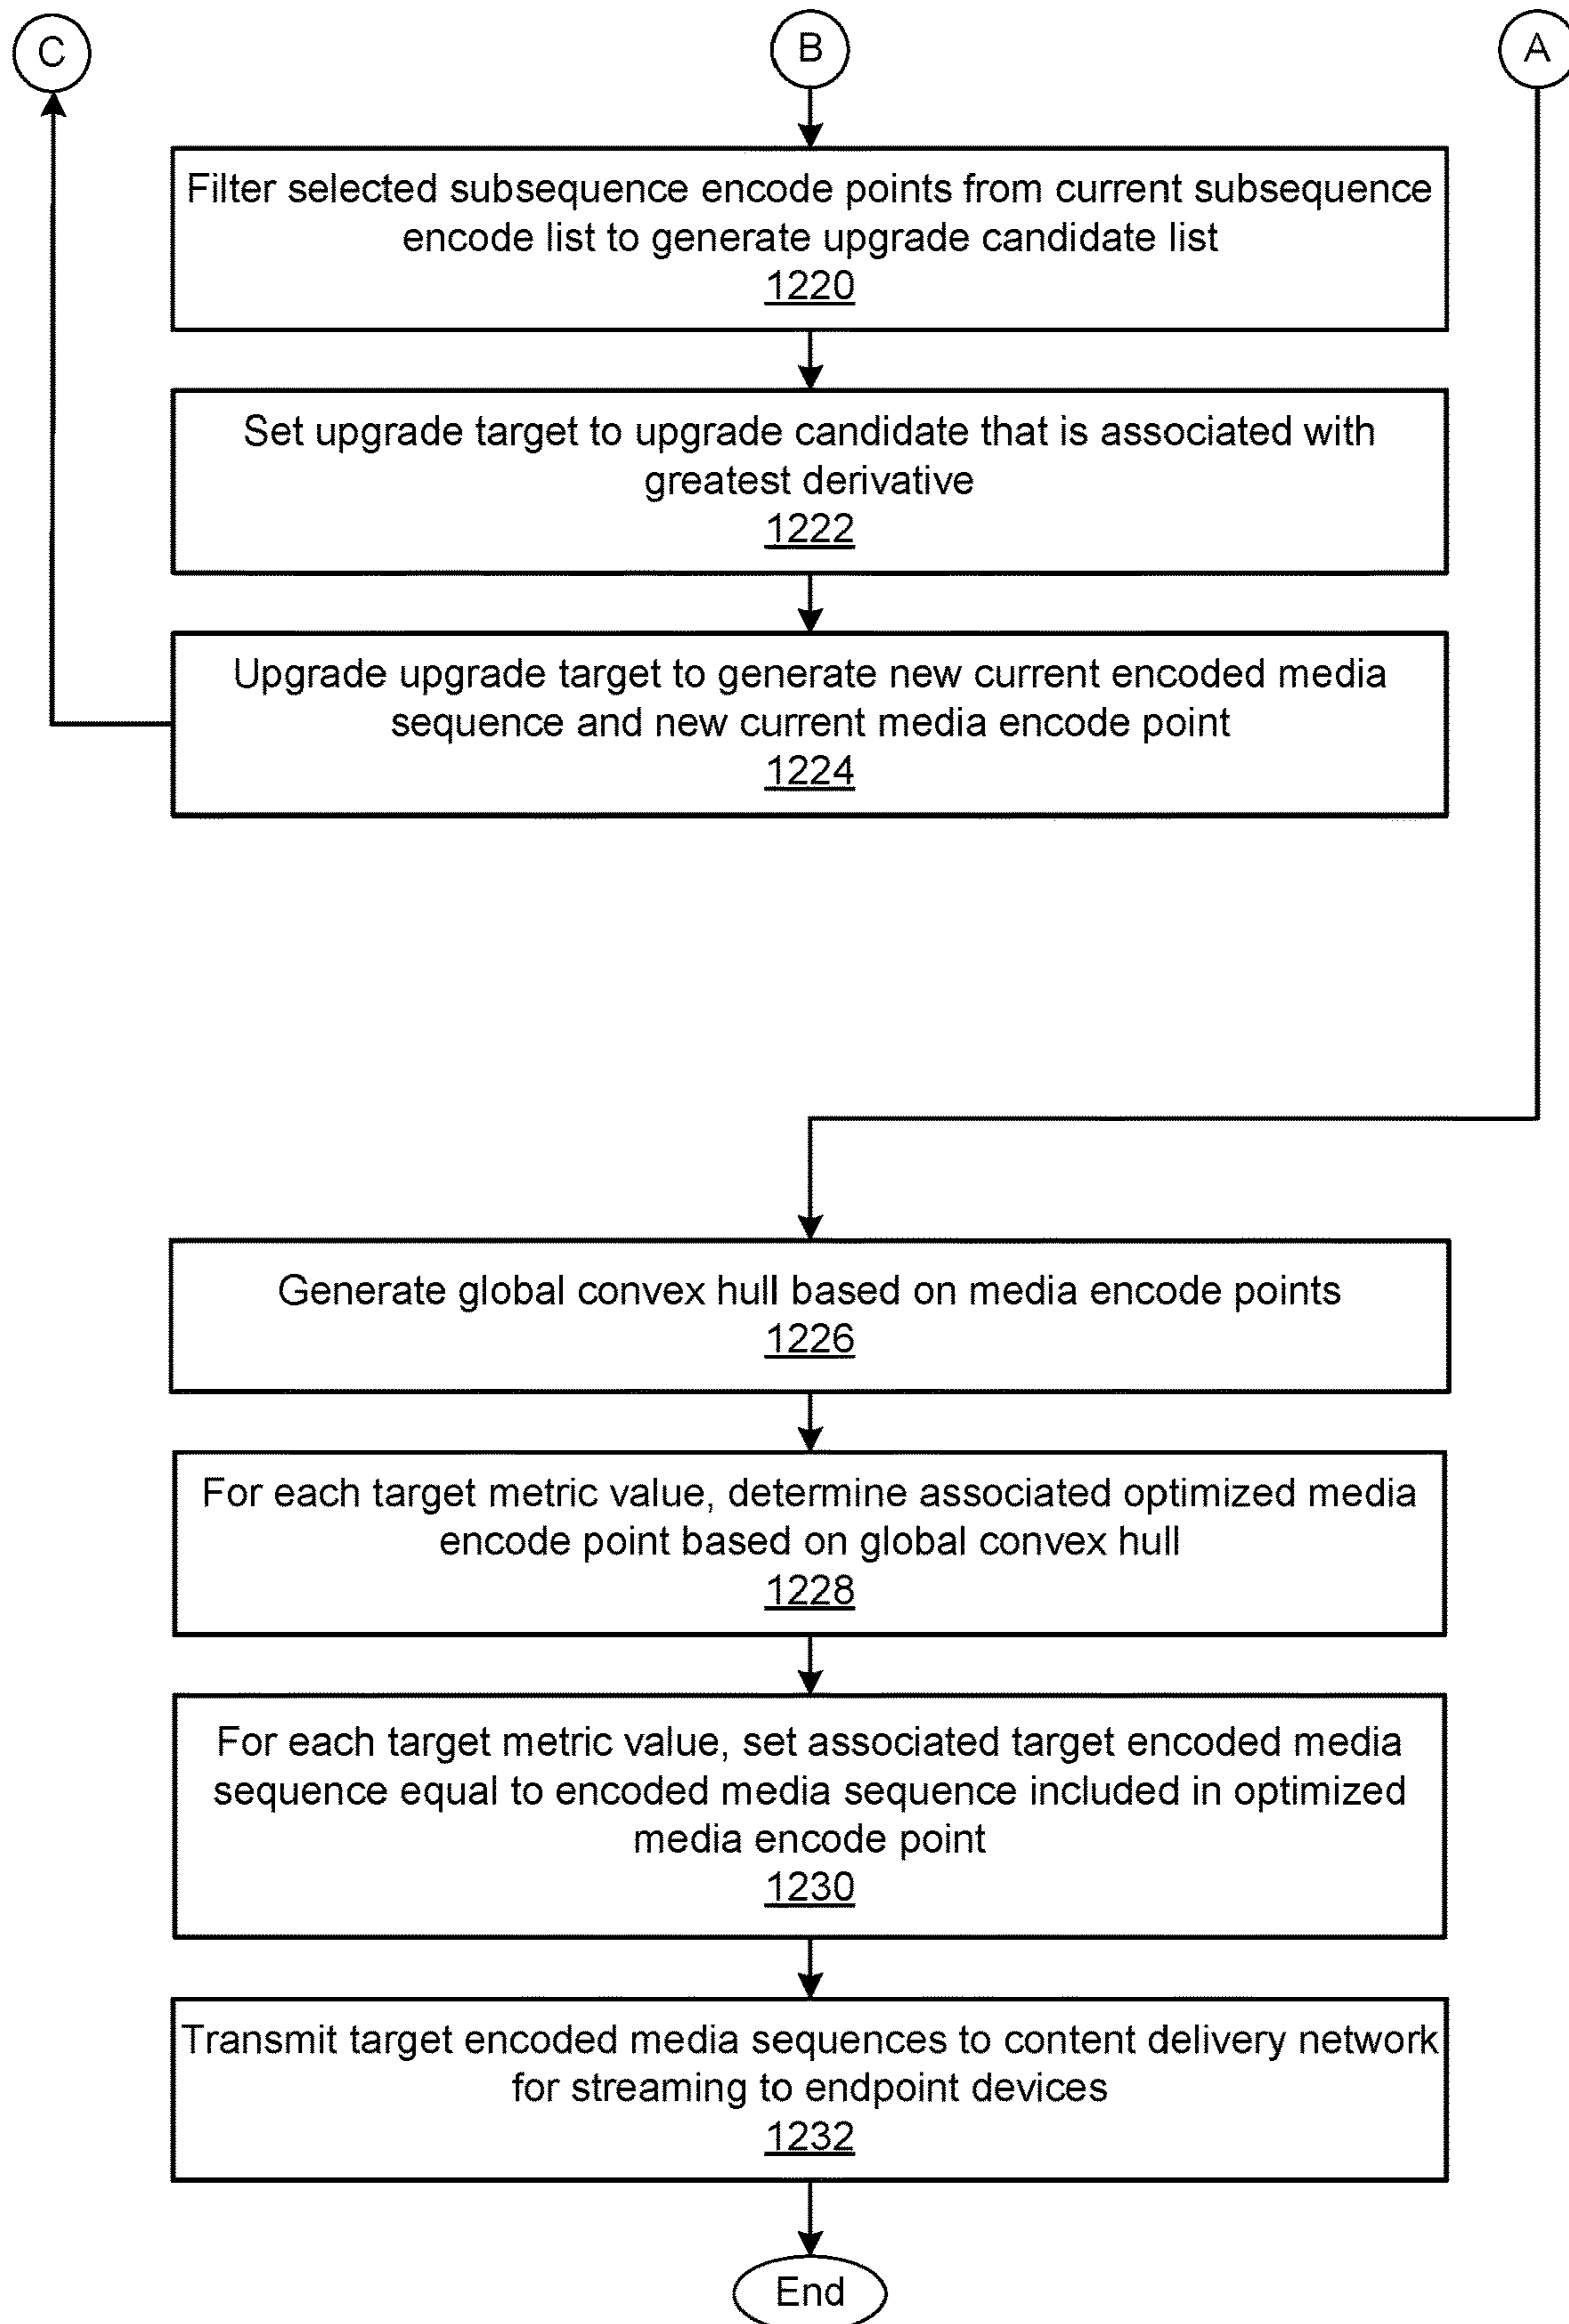 C
B
A
Filter selected subsequence encode points from current subsequence
encode list to generate upgrade candidate list
1220
Set upgrade target to upgrade candidate that is associated with
greatest derivative
1222
Upgrade upgrade target to generate new current encoded media
sequence and new current media encode point
1224
Generate global convex hull based on media encode points
1226
For each target metric value, determine associated optimized media
encode point based on global convex hull
1228
For each target metric value, set associated target encoded media
sequence equal to encoded media sequence included in optimized
media encode point
1230
Transmit target encoded media sequences to content delivery network
for streaming to endpoint devices
1232
End